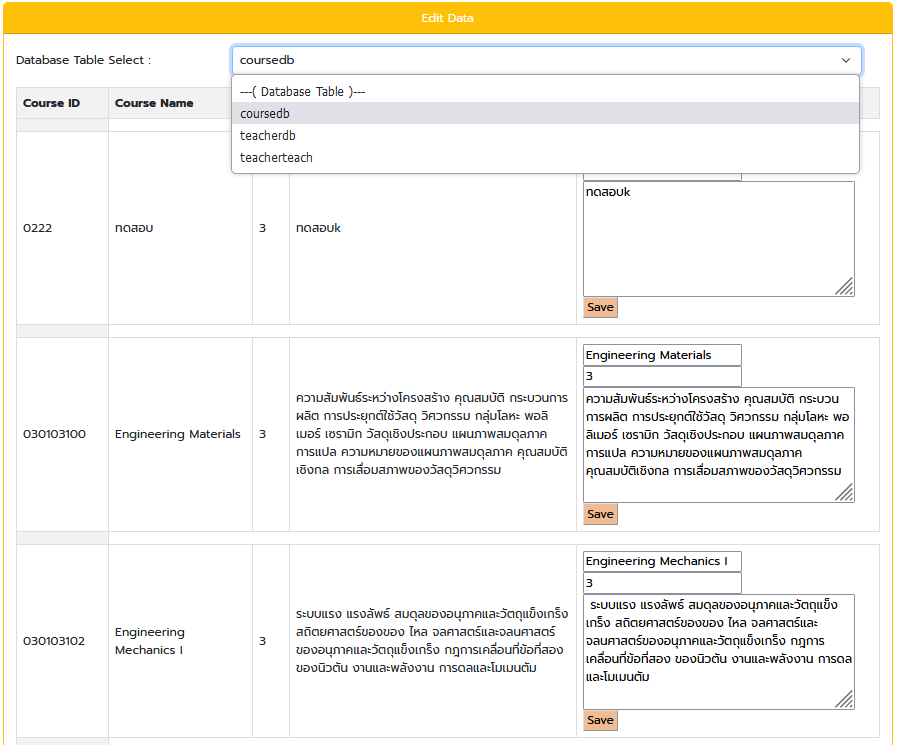 Edit Data
Database Table Select :
coursedb
---( Database Table )---
coursedb
teacherdb
teacherteach
Course ID
Course Name
0222
ทดสอบ
3
ทดสอบk
ทดสอบk
Save
030103100
Engineering Materials
3
ความสัมพันธ์ระหว่างโครงสร้าง คุณสมบัติ กระบวนการ
ผลิต การประยุกต์ใช้วัสดุ วิศวกรรม กลุ่มโลหะ พอลิ
เมอร์ เซรามิก วัสดุเชิงประกอบ แผนภาพสมดุลภาค
การแปล ความหมายของแผนภาพสมดุลภาค คุณสมบัติ
เชิงกล การเสื่อมสภาพของวัสดุวิศวกรรม
Engineering Materials
3
ความสัมพันธ์ระหว่างโครงสร้าง คุณสมบัติ กระบวน
การผลิต การประยุกต์ใช้วัสดุ วิศวกรรม กลุ่มโลหะ พอ
ลิเมอร์ เซรามิก วัสดุเชิงประกอบ แผนภาพสมดุลภาค
การแปล ความหมายของแผนภาพสมดุลภาค
คุณสมบัติเชิงกล การเสื่อมสภาพของวัสดุวิศวกรรม
Save
030103102
Engineering
Mechanics I
3
ระบบแรง แรงลัพธ์ สมดุลของอนุภาคและวัตถุแข็งเกร็ง
สถิตยศาสตร์ของของ ไหล จลศาสตร์และจลนศาสตร์
ของอนุภาคและวัตถุแข็งเกร็ง กฎการเคลื่อนที่ข้อที่สอง
ของนิวตัน งานและพลังงาน การดลและโมเมนตัม
Engineering Mechanics I
3
ระบบแรง แรงลัพธ์ สมดุลของอนุภาคและวัตถุแข็ง
เกร็ง สถิตยศาสตร์ของของ ไหล จลศาสตร์และ
จลนศาสตร์ของอนุภาคและวัตถุแข็งเกร็ง กฎการ
เคลื่อนที่ข้อที่สอง ของนิวตัน งานและพลังงาน การดล
และโมเมนตัม
Save